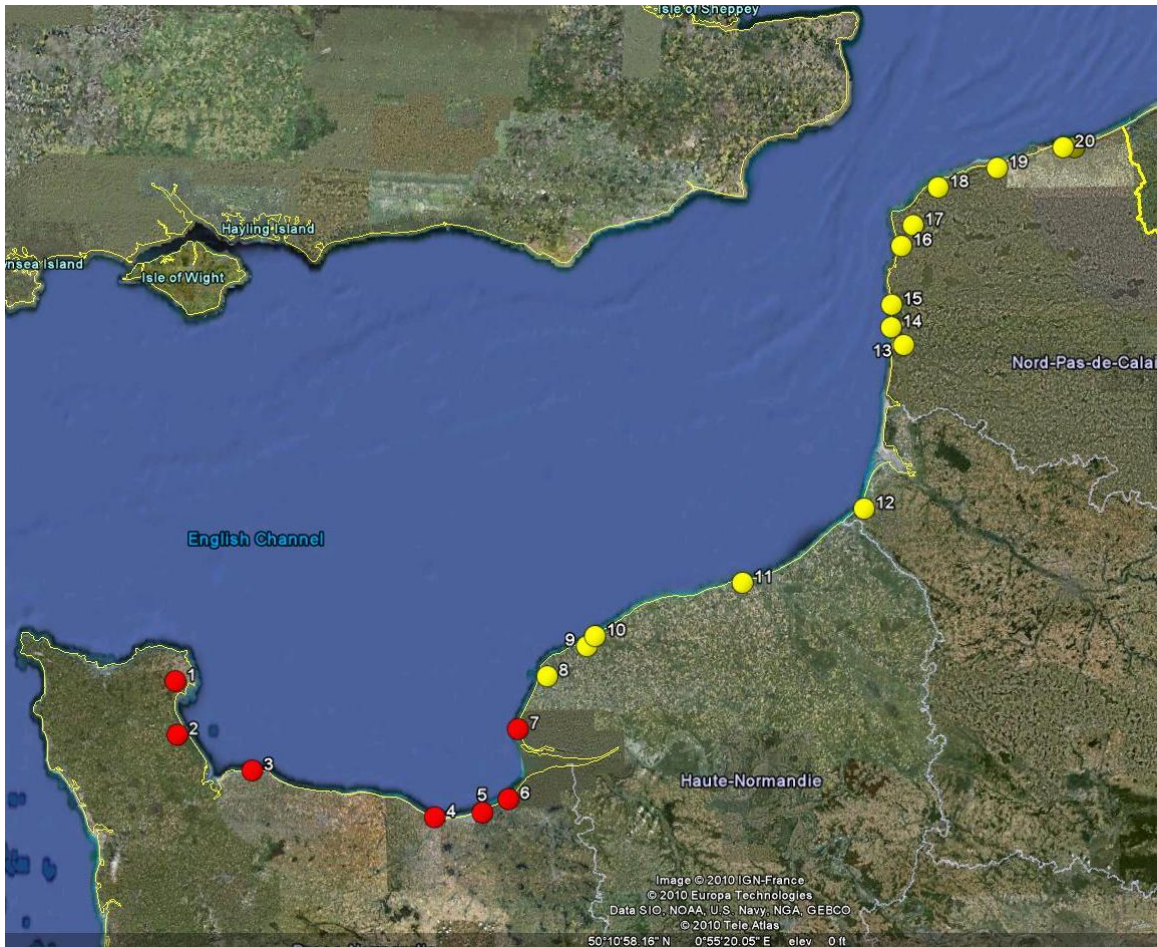 Isle of Sheppey
Hayling Island
Isle of Wight
20
19
18
17
16
15
14
13
Nord-Pas-de-Calai
English Channel
12
11
10
9
8
1
2
7
3
Haute-Normandie
6
5
4
Image © 2010 IGN-France
© 2010 Europa Technologies
Data SIO, NOAA, U.S. Navy, NGA, GEBCO
© 2010 Tele Atlas
50°10'58.16" N 0°55'20.05" E elev 0 ft